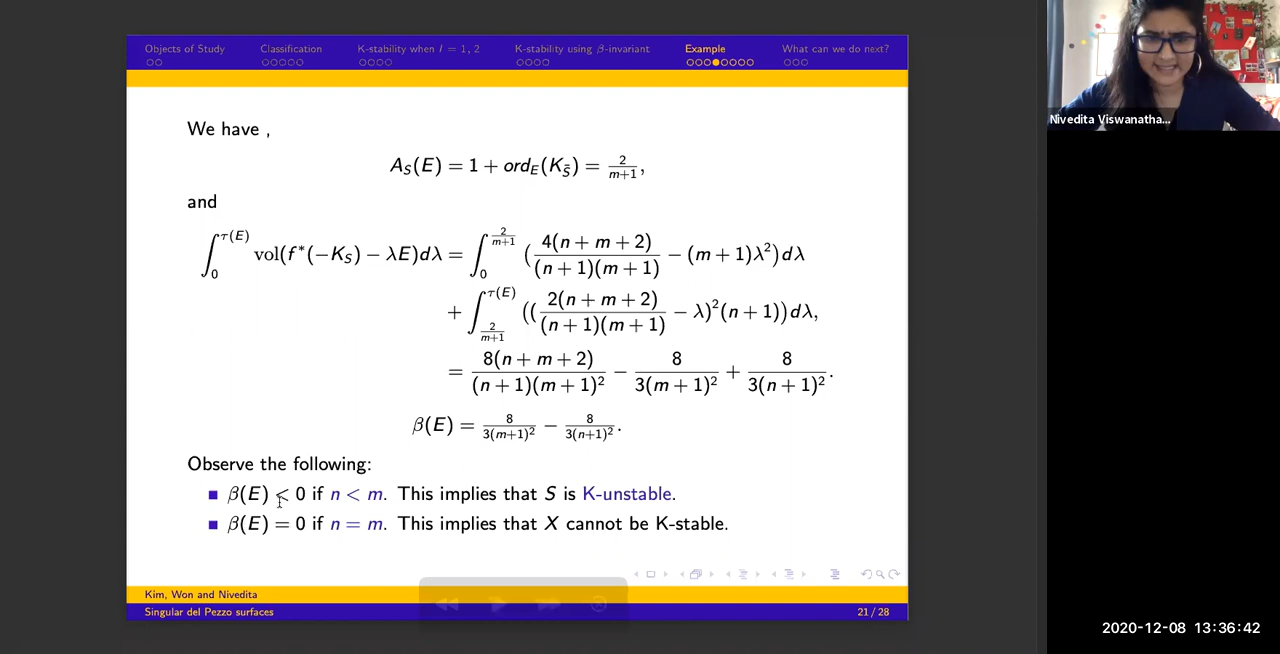 Objects of Study Classification K-stability when I = 1, 2 K-stability using β-invariant Example What can we do next?
Nivedita Viswanatha...
We have ,
A_S(E) = 1 + ord_E(K_S̄) = 2/(m+1),
and
∫_0^{τ(E)} vol(f*(−K_S) − λE)dλ = ∫_0^{2/(m+1)} (4(n + m + 2)/((n + 1)(m + 1)) − (m + 1)λ²)dλ
+ ∫_{2/(m+1)}^{τ(E)} ((2(n + m + 2)/((n + 1)(m + 1)) − λ)²(n + 1))dλ,
= 8(n + m + 2)/((n + 1)(m + 1)²) − 8/(3(m + 1)²) + 8/(3(n + 1)²).
β(E) = 8/(3(m+1)²) − 8/(3(n+1)²).
Observe the following:
β(E) < 0 if n < m. This implies that S is K-unstable.
β(E) = 0 if n = m. This implies that X cannot be K-stable.
Kim, Won and Nivedita
Singular del Pezzo surfaces 21 / 28
2020-12-08 13:36:42